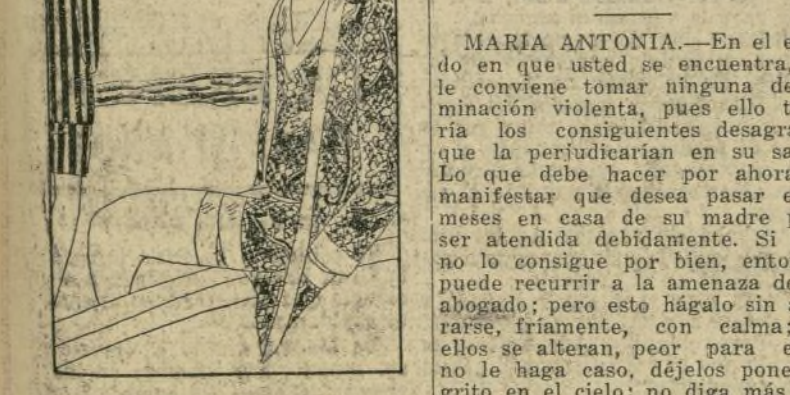 MARIA ANTONIA.—En el
do en que usted se encuentra,
le conviene tomar ninguna de
minación violenta, pues ello t
ría los consiguientes desagra
que la perjudicarían en su sa
Lo que debe hacer por ahora
manifestar que desea pasar e
meses en casa de su madre
ser atendida debidamente. Si
no lo consigue por bien, ento
puede recurrir a la amenaza de
abogado; pero esto hágalo sin
rarse, fríamente, con calma;
ellos se alteran, peor para e
no le haga caso, déjelos pone
grito en el cielo; no diga más